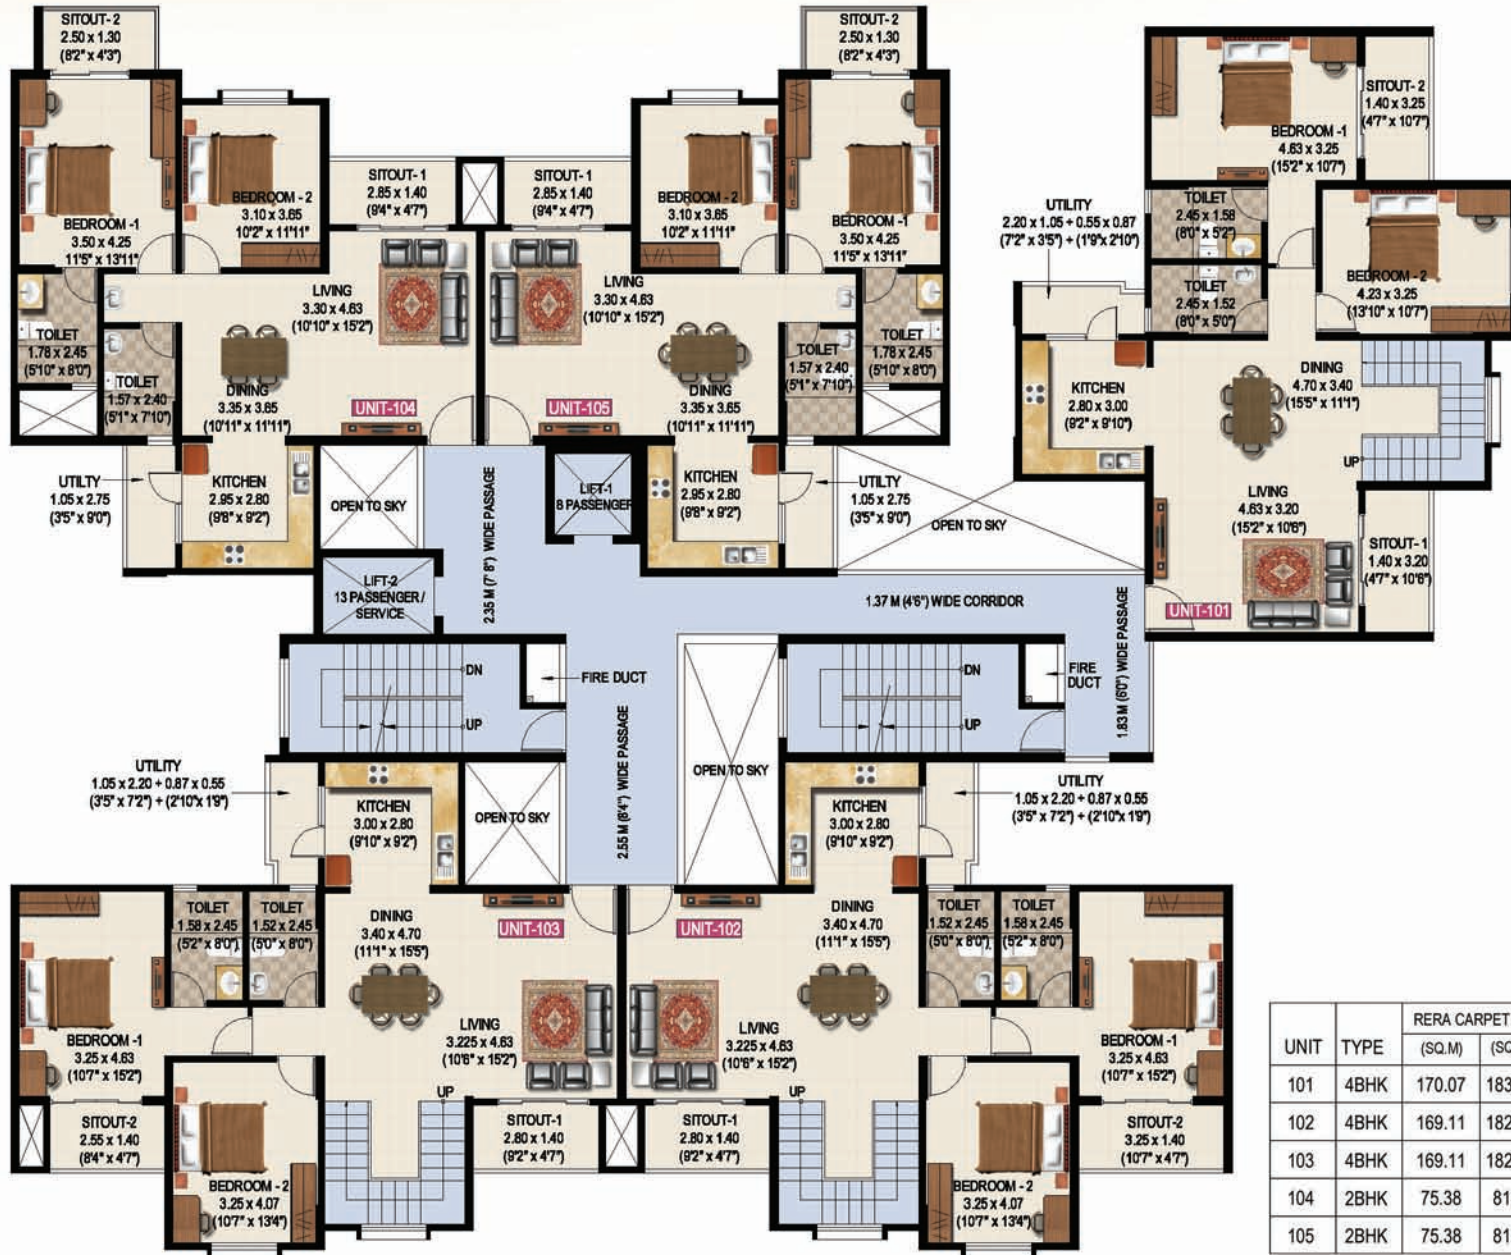 SITOUT- 2
2.50 x 1.30
(8'2" x 4'3")
SITOUT- 2
2.50 x 1.30
(8'2" x 4'3")
SITOUT- 2
1.40 x 3.25
(4'7" x 10'7")
BEDROOM -1
4.63 x 3.25
(15'2" x 10'7")
BEDROOM -1
3.50 x 4.25
11'5" x 13'11"
BEDROOM - 2
3.10 x 3.65
10'2" x 11'11"
SITOUT- 1
2.85 x 1.40
(9'4" x 4'7")
SITOUT- 1
2.85 x 1.40
(9'4" x 4'7")
BEDROOM - 2
3.10 x 3.65
10'2" x 11'11"
BEDROOM -1
3.50 x 4.25
11'5" x 13'11"
UTILITY
2.20 x 1.05 + 0.55 x 0.87
(7'2" x 3'5") + (1'9"x 2'10")
TOILET
2.45 x 1.58
(8'0" x 5'2")
TOILET
2.45 x 1.52
(8'0" x 5'0")
BEDROOM - 2
4.23 x 3.25
(13'10" x 10'7")
LIVING
3.30 x 4.63
(10'10" x 15'2")
LIVING
3.30 x 4.63
(10'10" x 15'2")
TOILET
1.78 x 2.45
(5'10" x 8'0")
TOILET
1.57 x 2.40
(5'1" x 7'10")
DINING
3.35 x 3.65
(10'11" x 11'11")
UNIT-104
UNIT-105
DINING
3.35 x 3.65
(10'11" x 11'11")
TOILET
1.57 x 2.40
(5'1" x 7'10")
TOILET
1.78 x 2.45
(5'10" x 8'0")
KITCHEN
2.80 x 3.00
(9'2" x 9'10")
DINING
4.70 x 3.40
(15'5" x 11'1")
UP
UTILTY
1.05 x 2.75
(3'5" x 9'0")
KITCHEN
2.95 x 2.80
(9'8" x 9'2")
OPEN TO SKY
2.35 M (7' 8") WIDE PASSAGE
LIFT-1
8 PASSENGER
KITCHEN
2.95 x 2.80
(9'8" x 9'2")
UTILTY
1.05 x 2.75
(3'5" x 9'0")
OPEN TO SKY
LIVING
4.63 x 3.20
(15'2" x 10'6")
SITOUT- 1
1.40 x 3.20
(4'7" x 10'6")
LIFT-2
13 PASSENGER /
SERVICE
1.37 M (4'6") WIDE CORRIDOR
UNIT-101
DN
UP
FIRE DUCT
2.55 M (8'4") WIDE PASSAGE
OPEN TO SKY
DN
UP
FIRE
DUCT
1.83 M (6'0") WIDE PASSAGE
UTILITY
1.05 x 2.20 + 0.87 x 0.55
(3'5" x 7'2") + (2'10"x 1'9")
KITCHEN
3.00 x 2.80
(9'10" x 9'2")
OPEN TO SKY
KITCHEN
3.00 x 2.80
(9'10" x 9'2")
UTILITY
1.05 x 2.20 + 0.87 x 0.55
(3'5" x 7'2") + (2'10"x 1'9")
TOILET
1.58 x 2.45
(5'2" x 8'0")
TOILET
1.52 x 2.45
(5'0" x 8'0")
DINING
3.40 x 4.70
(11'1" x 15'5")
UNIT-103
UNIT-102
DINING
3.40 x 4.70
(11'1" x 15'5")
TOILET
1.52 x 2.45
(5'0" x 8'0")
TOILET
1.58 x 2.45
(5'2" x 8'0")
BEDROOM -1
3.25 x 4.63
(10'7" x 15'2")
LIVING
3.225 x 4.63
(10'6" x 15'2")
LIVING
3.225 x 4.63
(10'6" x 15'2")
BEDROOM -1
3.25 x 4.63
(10'7" x 15'2")
UP
UP
SITOUT-2
2.55 x 1.40
(8'4" x 4'7")
SITOUT-1
2.80 x 1.40
(9'2" x 4'7")
SITOUT-1
2.80 x 1.40
(9'2" x 4'7")
SITOUT-2
3.25 x 1.40
(10'7" x 4'7")
BEDROOM - 2
3.25 x 4.07
(10'7" x 13'4")
BEDROOM - 2
3.25 x 4.07
(10'7" x 13'4")
UNIT TYPE RERA CARPET
(SQ.M) (SQ
101 4BHK 170.07 183
102 4BHK 169.11 182
103 4BHK 169.11 182
104 2BHK 75.38 81
105 2BHK 75.38 81